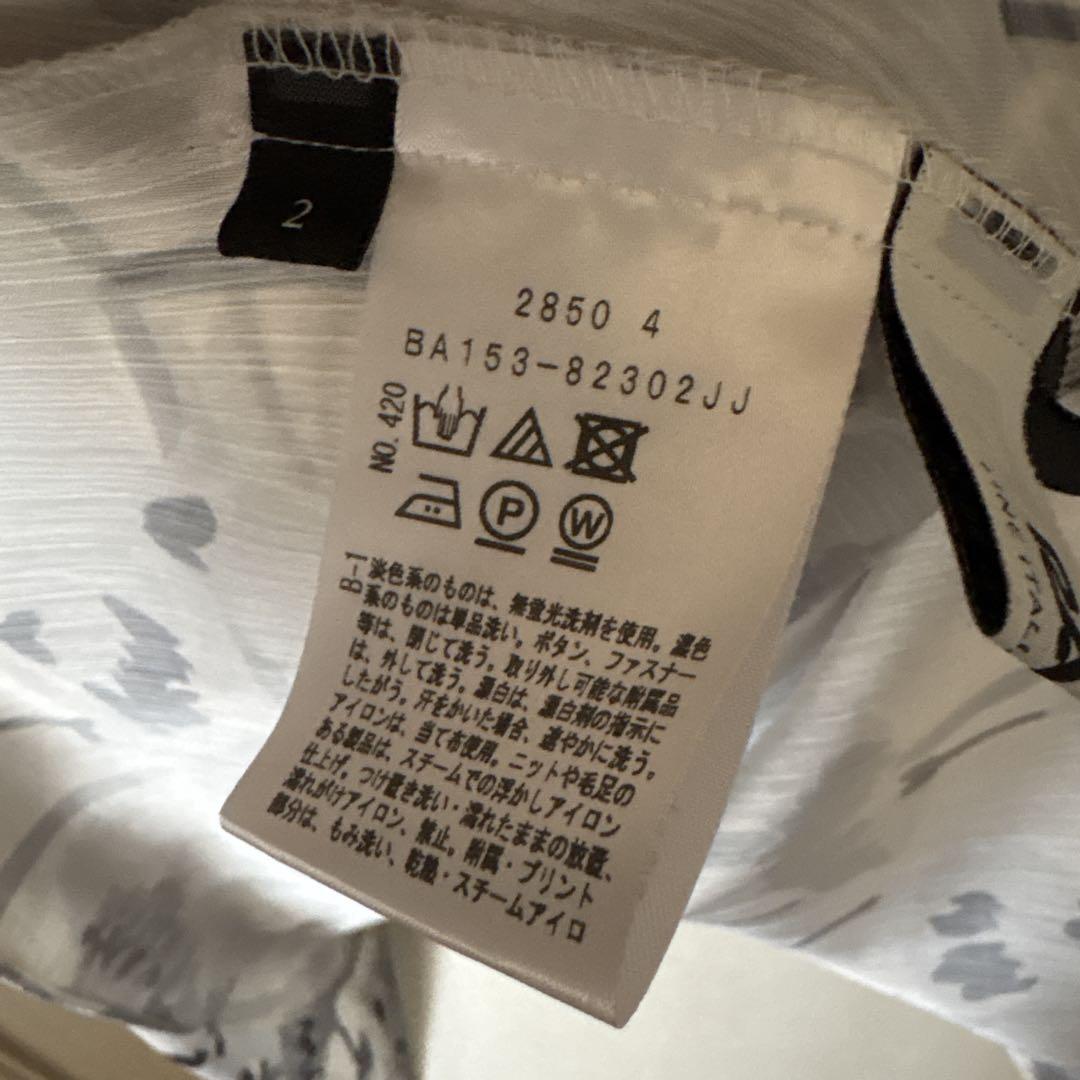 2
2850 4
BA153-82302JJ
NO. 420
P
W
B-1
淡色系のものは、無蛍光洗剤を使用。濃色
系のものは単品洗い。ボタン、ファスナー
等は、閉じて洗う。取り外し可能な附属品
は、外して洗う。漂白は、漂白剤の指示に
したがう。汗をかいた場合、速やかに洗う。
アイロンは、当て布使用。ニットや毛足の
ある製品は、スチームでの浮かしアイロン
仕上げ。つけ置き洗い・濡れたままの放置、
濡れがけアイロン、禁止。附属・プリント
部分は、もみ洗い、乾燥・スチームアイロ